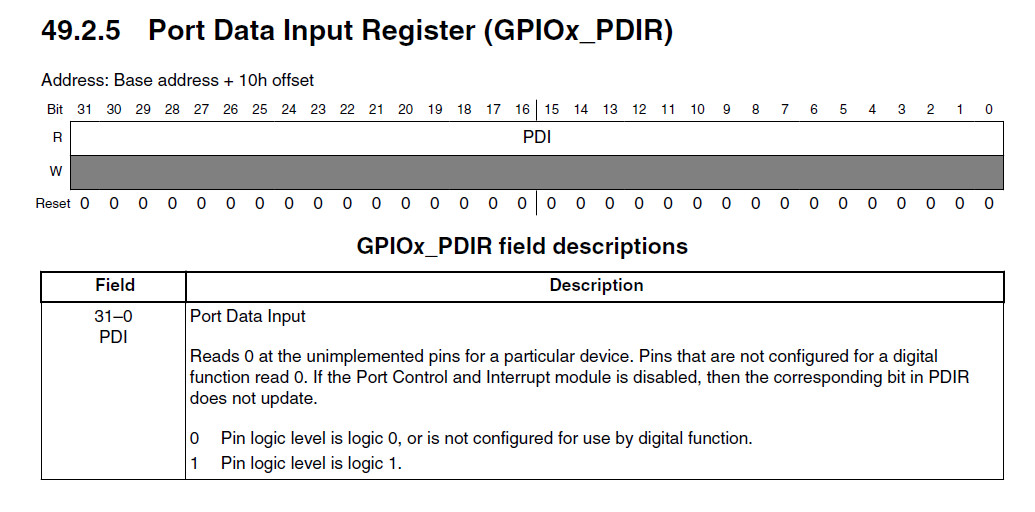 49.2.5 Port Data Input Register (GPIOx_PDIR)
Address: Base address + 10h offset
Bit 31 30 29 28 27 26 25 24 23 22 21 20 19 18 17 16 15 14 13 12 11 10 9 8 7 6 5 4 3 2 1 0
R PDI
W
Reset 0 0 0 0 0 0 0 0 0 0 0 0 0 0 0 0 0 0 0 0 0 0 0 0 0 0 0 0 0 0 0 0
GPIOx_PDIR field descriptions
Field Description
31–0 Port Data Input
PDI
Reads 0 at the unimplemented pins for a particular device. Pins that are not configured for a digital
function read 0. If the Port Control and Interrupt module is disabled, then the corresponding bit in PDIR
does not update.
0 Pin logic level is logic 0, or is not configured for use by digital function.
1 Pin logic level is logic 1.